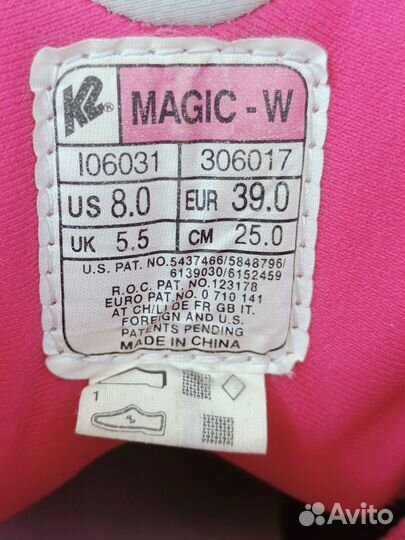 K2® MAGIC - W
I06031 306017
US 8.0 EUR 39.0
UK 5.5 CM 25.0
U.S. PAT. NO.5437466/5848796/
6139030/6152459
R.O.C. PAT. NO.123178
EURO PAT. NO.0 710 141
AT CH/LI DE FR GB IT.
FOREIGN AND U.S.
PATENTS PENDING
MADE IN CHINA
1
Avito